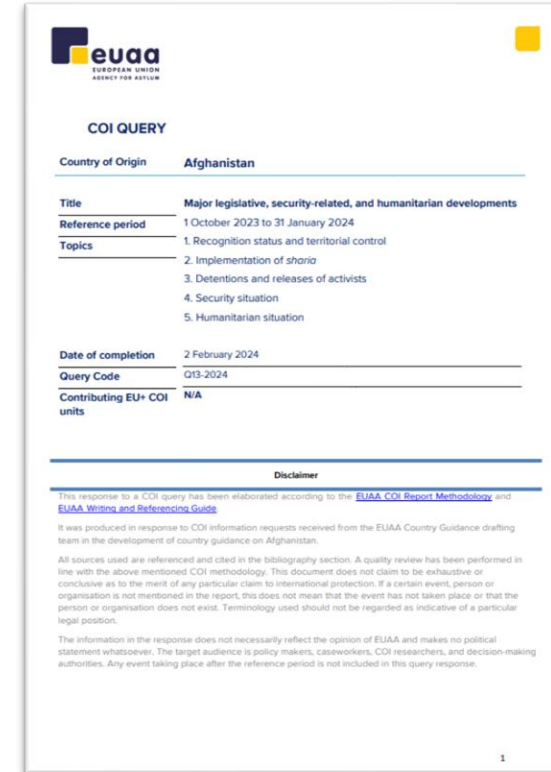 euaa
EUROPEAN UNION
AGENCY FOR ASYLUM
COI QUERY
Country of Origin Afghanistan
Title Major legislative, security-related, and humanitarian developments
Reference period 1 October 2023 to 31 January 2024
Topics 1. Recognition status and territorial control
2. Implementation of sharia
3. Detentions and releases of activists
4. Security situation
5. Humanitarian situation
Date of completion 2 February 2024
Query Code Q13-2024
Contributing EU+ COI N/A
units
Disclaimer
This response to a COI query has been elaborated according to the EUAA COI Report Methodology and
EUAA Writing and Referencing Guide.
It was produced in response to COI information requests received from the EUAA Country Guidance drafting
team in the development of country guidance on Afghanistan.
All sources used are referenced and cited in the bibliography section. A quality review has been performed in
line with the above mentioned COI methodology. This document does not claim to be exhaustive or
conclusive as to the merit of any particular claim to international protection. If a certain event, person or
organisation is not mentioned in the report, this does not mean that the event has not taken place or that the
person or organisation does not exist. Terminology used should not be regarded as indicative of a particular
legal position.
The information in the response does not necessarily reflect the opinion of EUAA and makes no political
statement whatsoever. The target audience is policy makers, caseworkers, COI researchers, and decision-making
authorities. Any event taking place after the reference period is not included in this query response.
1